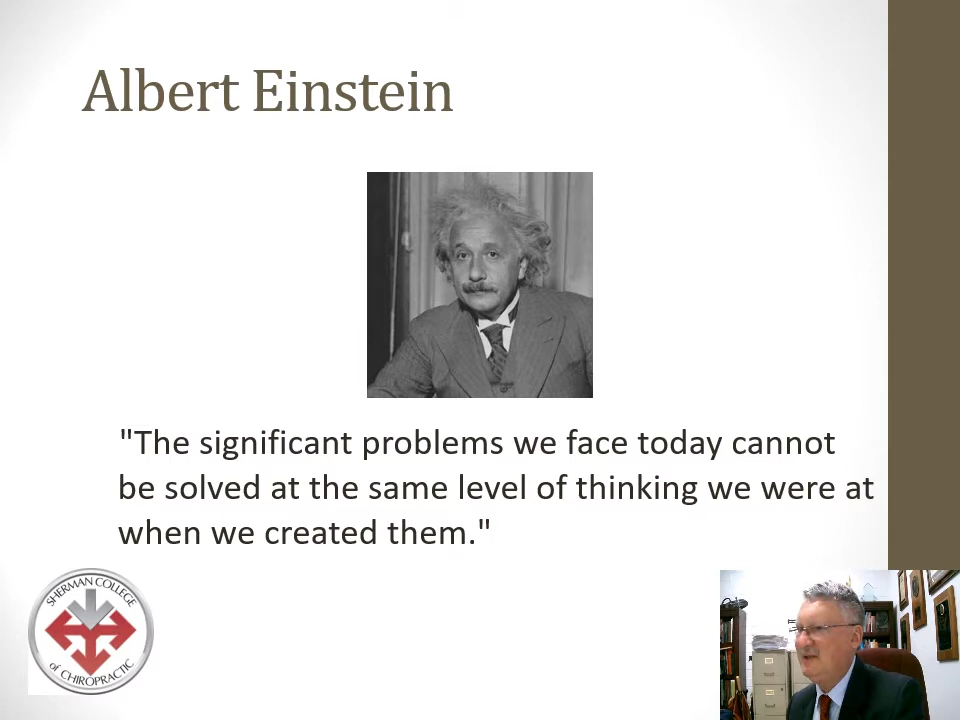 Albert Einstein
"The significant problems we face today cannot
be solved at the same level of thinking we were at
when we created them."
SHERMAN COLLEGE
of CHIROPRACTIC